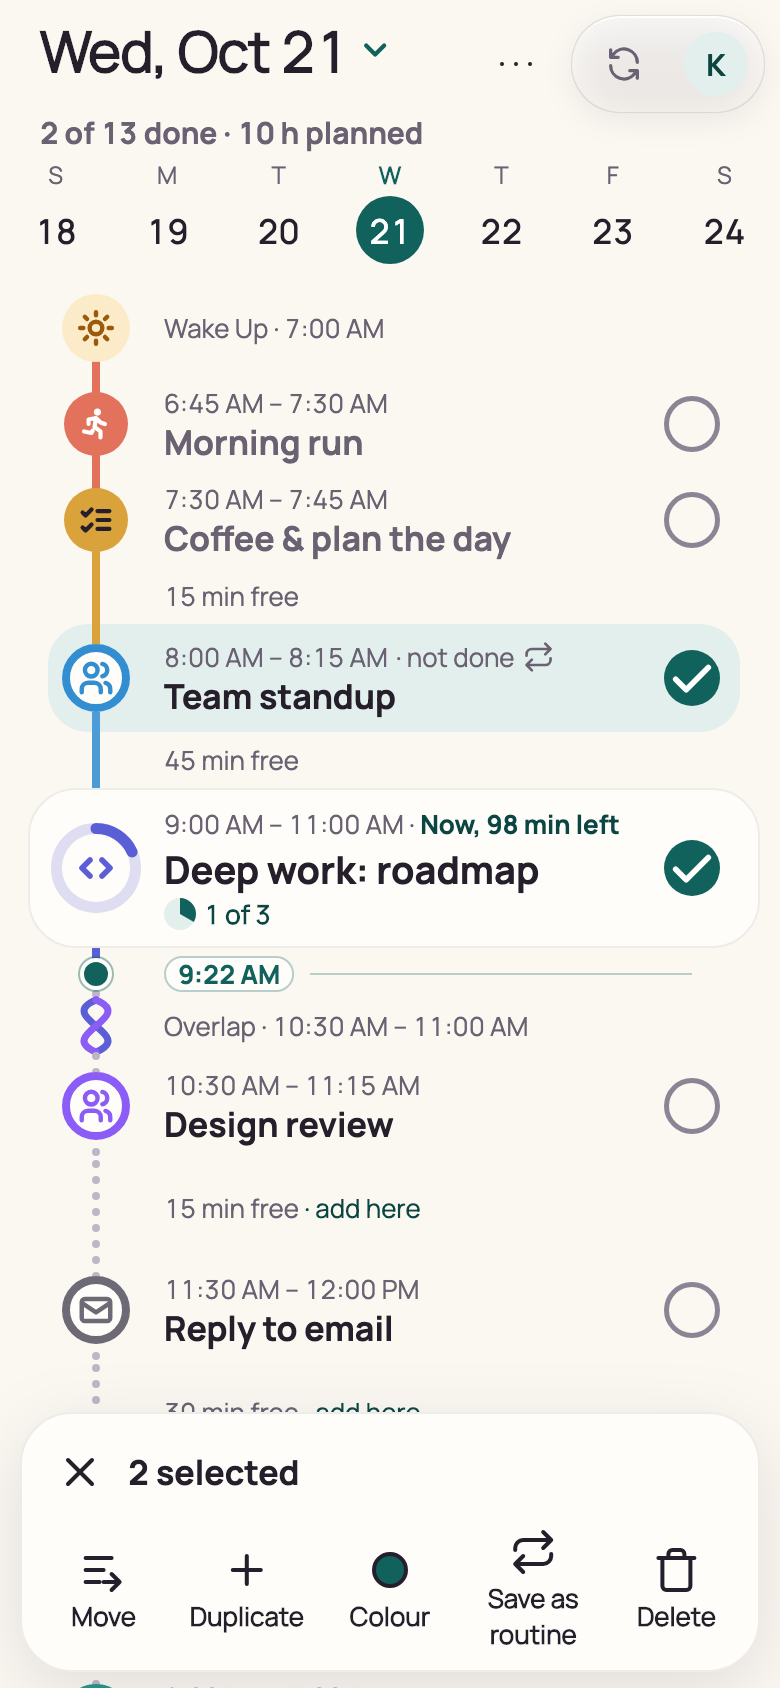 Wed, Oct 21
...
K
2 of 13 done · 10 h planned
S M T W T F S
18 19 20 21 22 23 24
Wake Up · 7:00 AM
6:45 AM – 7:30 AM
Morning run
7:30 AM – 7:45 AM
Coffee & plan the day
15 min free
8:00 AM – 8:15 AM · not done
Team standup
45 min free
9:00 AM – 11:00 AM · Now, 98 min left
Deep work: roadmap
1 of 3
9:22 AM
Overlap · 10:30 AM – 11:00 AM
10:30 AM – 11:15 AM
Design review
15 min free · add here
11:30 AM – 12:00 PM
Reply to email
30 min free · add here
2 selected
Move
Duplicate
Colour
Save as
routine
Delete